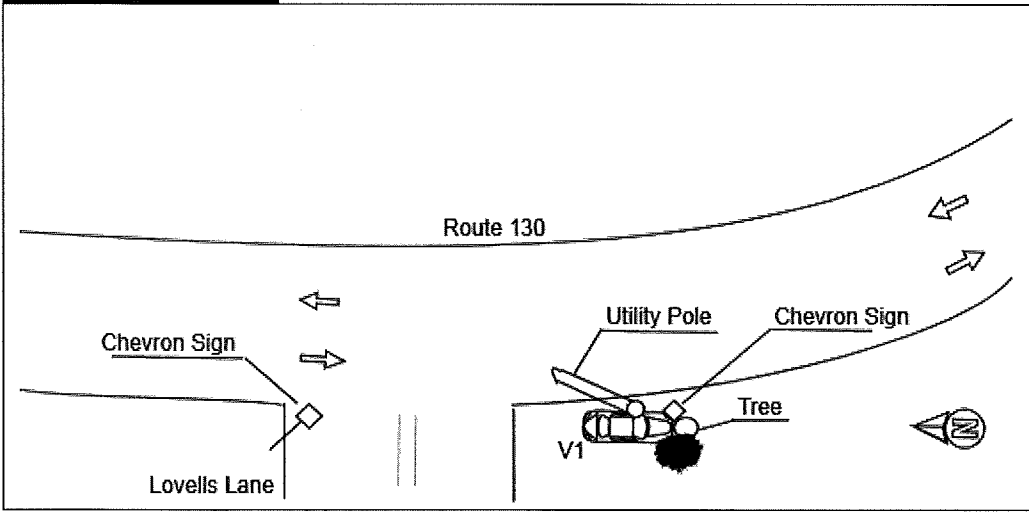 Route 130
Utility Pole
Chevron Sign
Chevron Sign
Tree
V1
Lovells Lane
N